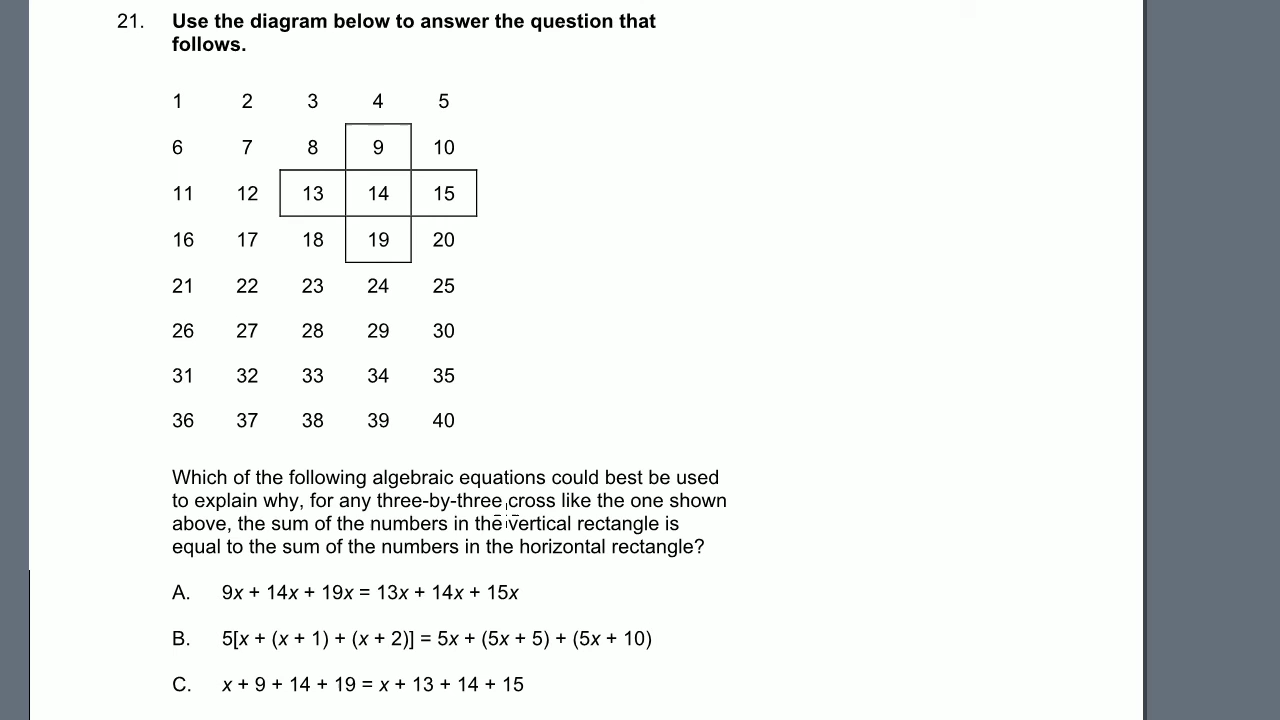 21. Use the diagram below to answer the question that
follows.
1 2 3 4 5
6 7 8 9 10
11 12 13 14 15
16 17 18 19 20
21 22 23 24 25
26 27 28 29 30
31 32 33 34 35
36 37 38 39 40
Which of the following algebraic equations could best be used
to explain why, for any three-by-three cross like the one shown
above, the sum of the numbers in the vertical rectangle is
equal to the sum of the numbers in the horizontal rectangle?
A. 9x + 14x + 19x = 13x + 14x + 15x
B. 5[x + (x + 1) + (x + 2)] = 5x + (5x + 5) + (5x + 10)
C. x + 9 + 14 + 19 = x + 13 + 14 + 15